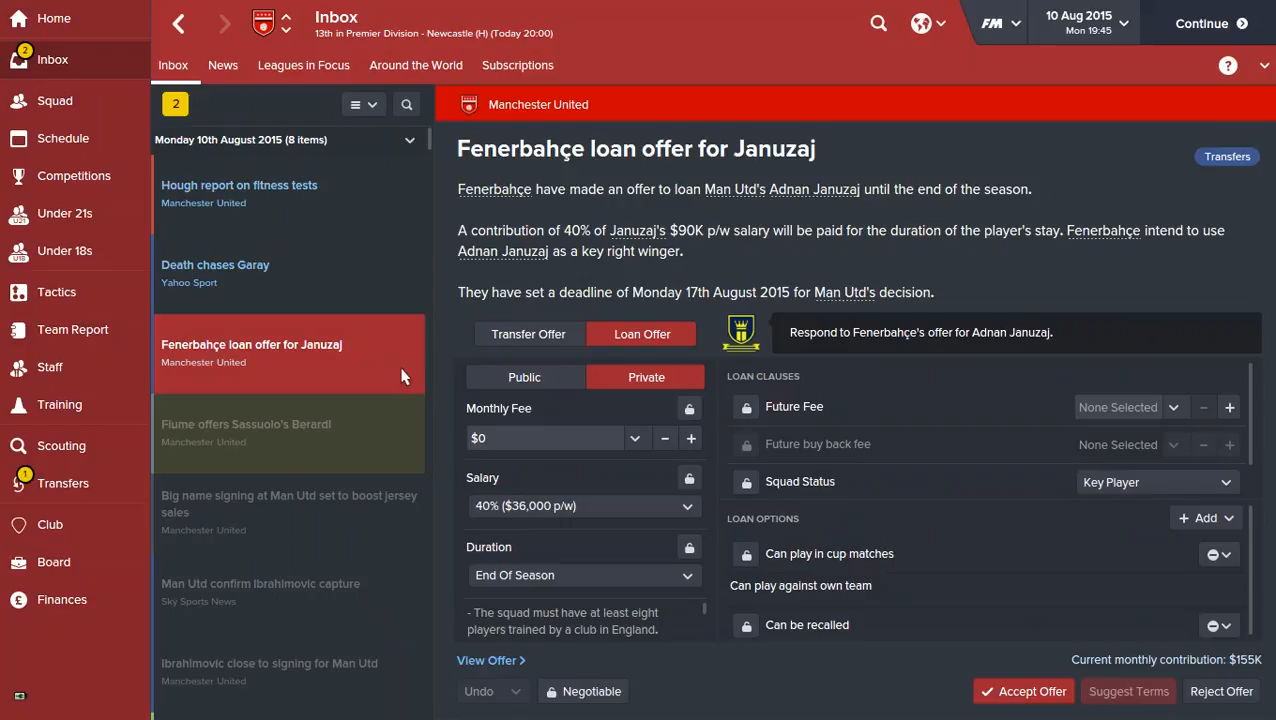 Home
2
Inbox
Squad
Schedule
Competitions
U21
Under 21s
U18
Under 18s
Tactics
Team Report
Staff
Training
Scouting
1
Transfers
Club
Board
£
Finances
Inbox
13th in Premier Division - Newcastle (H) (Today 20:00)
FM
10 Aug 2015
Mon 19:45
Continue
Inbox
News
Leagues in Focus
Around the World
Subscriptions
?
2
Monday 10th August 2015 (8 items)
Hough report on fitness tests
Manchester United
Death chases Garay
Yahoo Sport
Fenerbahçe loan offer for Januzaj
Manchester United
Fiume offers Sassuolo's Berardi
Manchester United
Big name signing at Man Utd set to boost jersey
sales
Manchester United
Man Utd confirm Ibrahimovic capture
Sky Sports News
Ibrahimovic close to signing for Man Utd
Manchester United
Manchester United
Fenerbahçe loan offer for Januzaj
Transfers
Fenerbahçe have made an offer to loan Man Utd's Adnan Januzaj until the end of the season.
A contribution of 40% of Januzaj's $90K p/w salary will be paid for the duration of the player's stay. Fenerbahçe intend to use
Adnan Januzaj as a key right winger.
They have set a deadline of Monday 17th August 2015 for Man Utd's decision.
Transfer Offer
Loan Offer
Respond to Fenerbahçe's offer for Adnan Januzaj.
Public
Private
Monthly Fee
$0
Salary
40% ($36,000 p/w)
Duration
End Of Season
- The squad must have at least eight
players trained by a club in England.
LOAN CLAUSES
Future Fee
None Selected
Future buy back fee
None Selected
Squad Status
Key Player
LOAN OPTIONS
+ Add
Can play in cup matches
Can play against own team
Can be recalled
View Offer >
Current monthly contribution: $155K
Undo
Negotiable
Accept Offer
Suggest Terms
Reject Offer